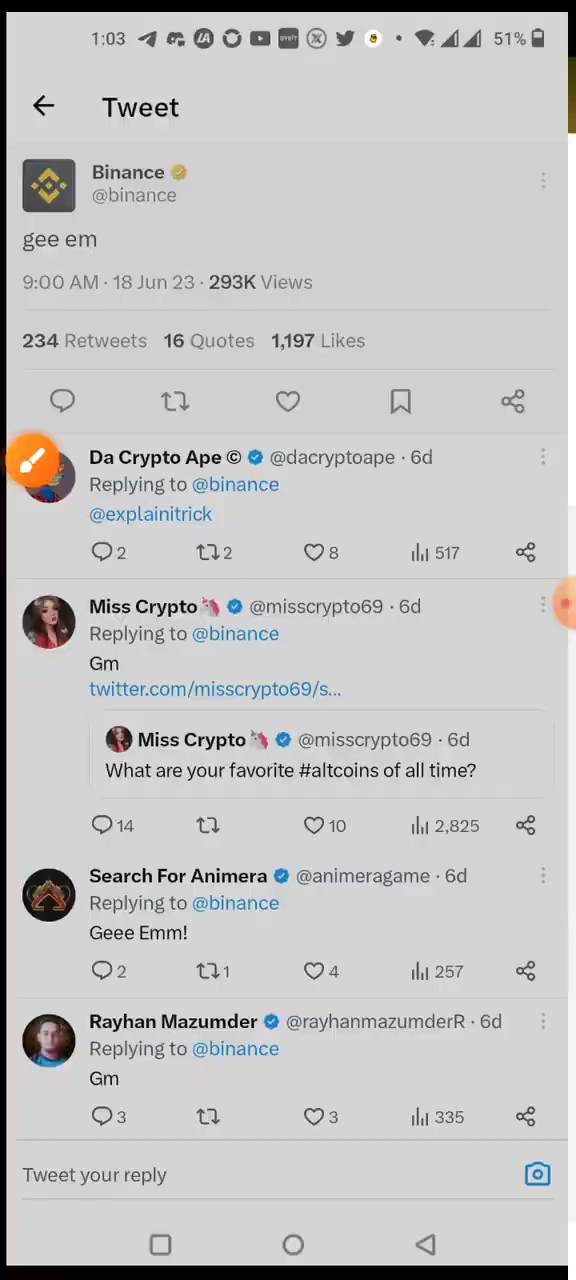 1:03
51%
Tweet
Binance
@binance
gee em
9:00 AM · 18 Jun 23 · 293K Views
234 Retweets 16 Quotes 1,197 Likes
Da Crypto Ape © @dacryptoape · 6d
Replying to @binance
@explainitrick
2 2 8 517
Miss Crypto @misscrypto69 · 6d
Replying to @binance
Gm
twitter.com/misscrypto69/s...
Miss Crypto @misscrypto69 · 6d
What are your favorite #altcoins of all time?
14 10 2,825
Search For Animera @animeragame · 6d
Replying to @binance
Geee Emm!
2 1 4 257
Rayhan Mazumder @rayhanmazumderR · 6d
Replying to @binance
Gm
3 3 335
Tweet your reply